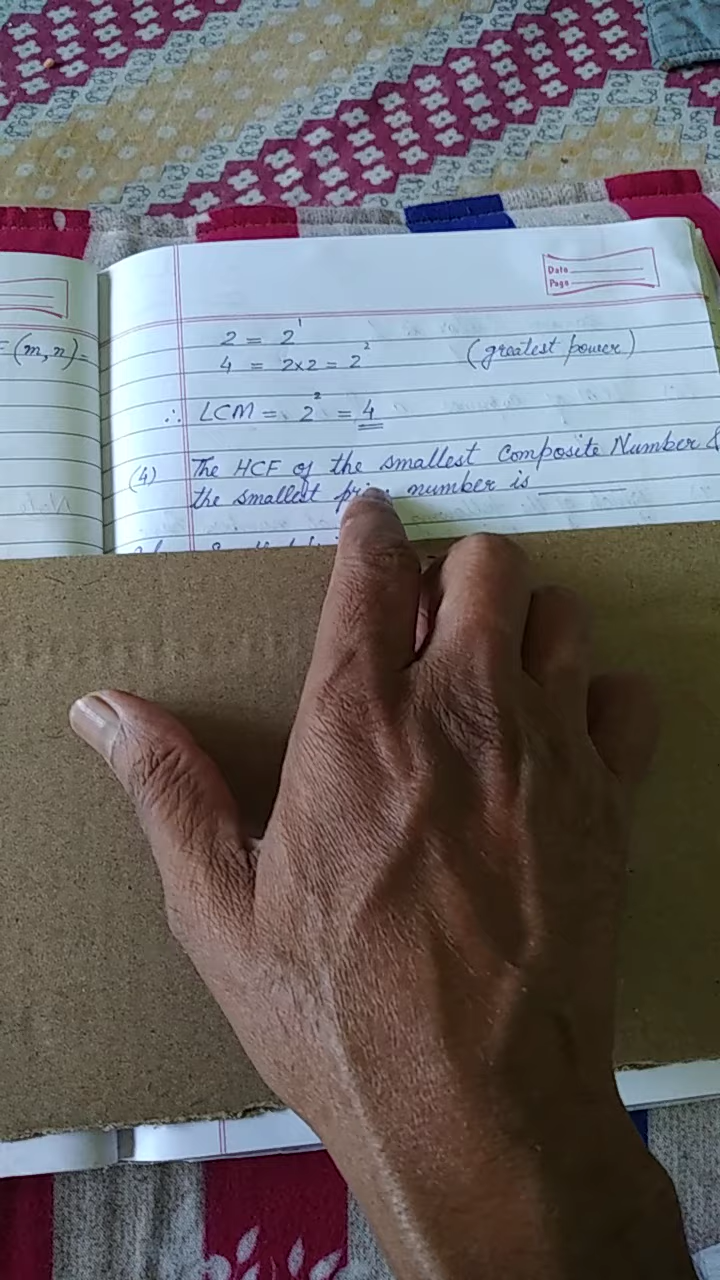 Date
Page
(m, n) =
2 = 2¹
4 = 2×2 = 2² (greatest power)
∴ LCM = 2² = 4
(4) The HCF of the smallest Composite Number &
the smallest number is ______